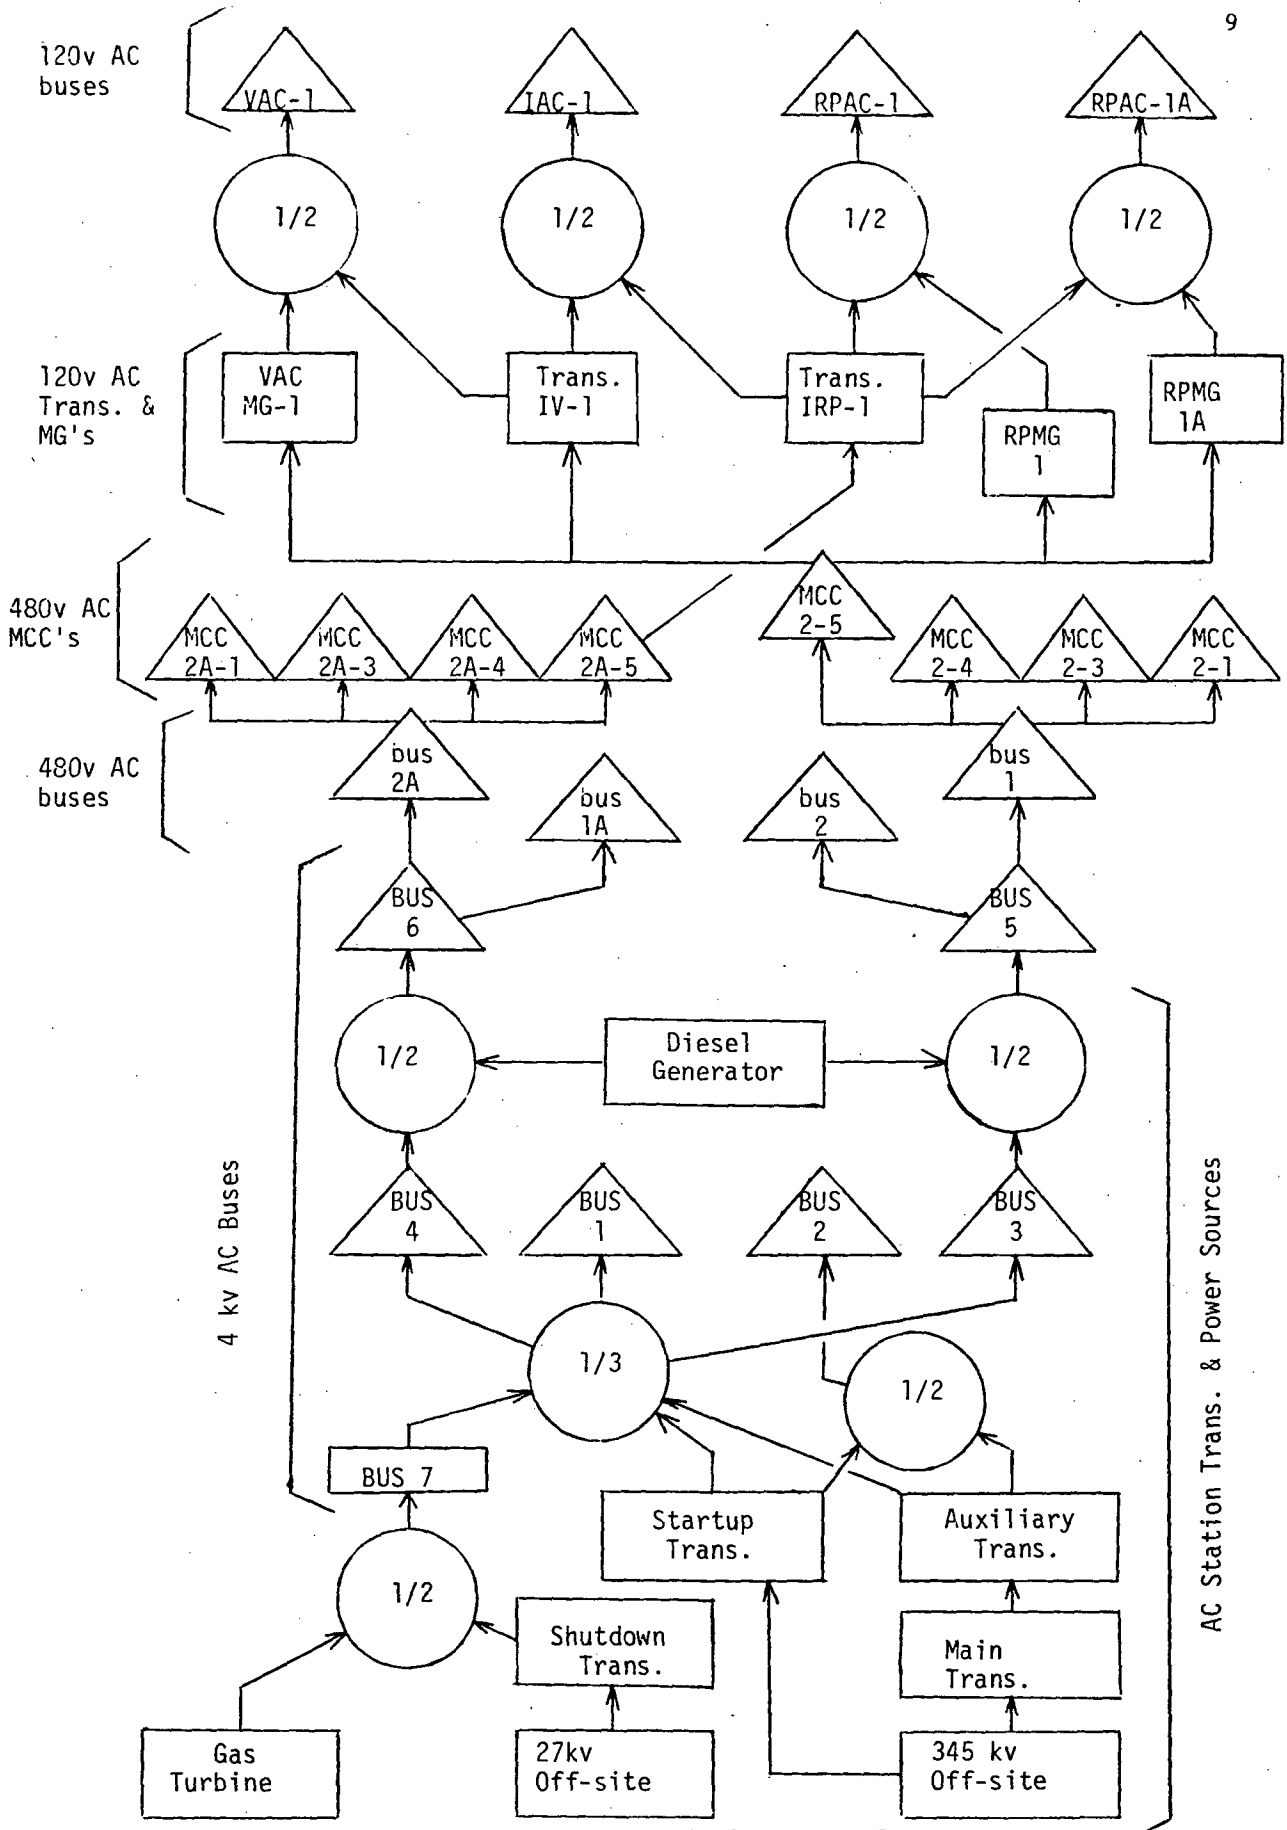 9
120v AC
buses
VAC-1
IAC-1
RPAC-1
RPAC-1A
1/2
1/2
1/2
1/2
120v AC
Trans. &
MG's
VAC
MG-1
Trans.
IV-1
Trans.
IRP-1
RPMG
1
RPMG
1A
480v AC
MCC's
MCC
2A-1
MCC
2A-3
MCC
2A-4
MCC
2A-5
MCC
2-5
MCC
2-4
MCC
2-3
MCC
2-1
480v AC
buses
bus
2A
bus
1A
bus
2
bus
1
BUS
6
BUS
5
1/2
Diesel
Generator
1/2
4 kv AC Buses
BUS
4
BUS
1
BUS
2
BUS
3
AC Station Trans. & Power Sources
1/3
1/2
BUS 7
Startup
Trans.
Auxiliary
Trans.
1/2
Shutdown
Trans.
Main
Trans.
Gas
Turbine
27kv
Off-site
345 kv
Off-site